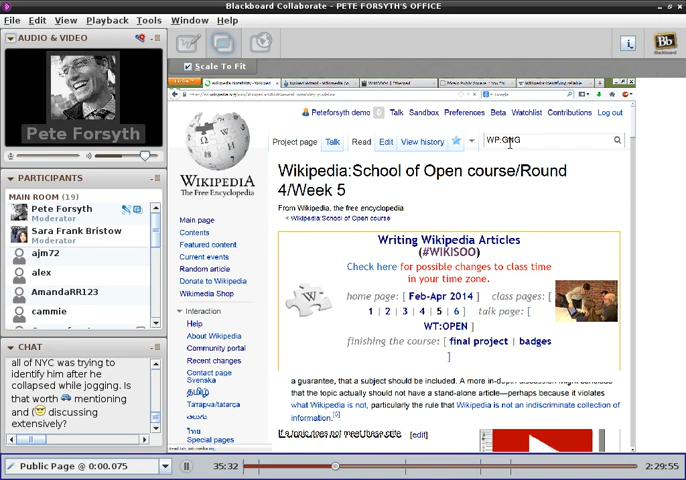 Blackboard Collaborate - PETE FORSYTH'S OFFICE
File Edit View Playback Tools Window Help
AUDIO & VIDEO
Pete Forsyth
PARTICIPANTS
MAIN ROOM (19)
Pete Forsyth
Moderator
Sara Frank Bristow
Moderator
ajm72
alex
AmandaRR123
cammie
CHAT
all of NYC was trying to
identify him after he
collapsed while jogging. Is
that worth mentioning
and discussing
extensively?
Scale To Fit
i
Bb
Peteforsyth demo 0 Talk Sandbox Preferences Beta Watchlist Contributions Log out
Project page Talk Read Edit View history WP:GNG
WIKIPEDIA
The Free Encyclopedia
Main page
Contents
Featured content
Current events
Random article
Donate to Wikipedia
Wikimedia Shop
Interaction
Help
About Wikipedia
Community portal
Recent changes
Contact page
Svenska
தமிழ்
Татарча/tatarça
ไทย
Special pages
Wikipedia:School of Open course/Round
4/Week 5
From Wikipedia, the free encyclopedia
< Wikipedia:School of Open course
Writing Wikipedia Articles
(#WIKISOO)
Check here for possible changes to class time
in your time zone.
home page: [ Feb-Apr 2014 ] class pages: [
1 | 2 | 3 | 4 | 5 | 6 ] talk page: [
WT:OPEN ]
finishing the course: [ final project | badges
]
W
a guarantee, that a subject should be included. A more in-depth discussion might conclude
that the topic actually should not have a stand-alone article—perhaps because it violates
what Wikipedia is not, particularly the rule that Wikipedia is not an indiscriminate collection of
information.
[edit]
Public Page @ 0:00.075
35:32
2:29:55